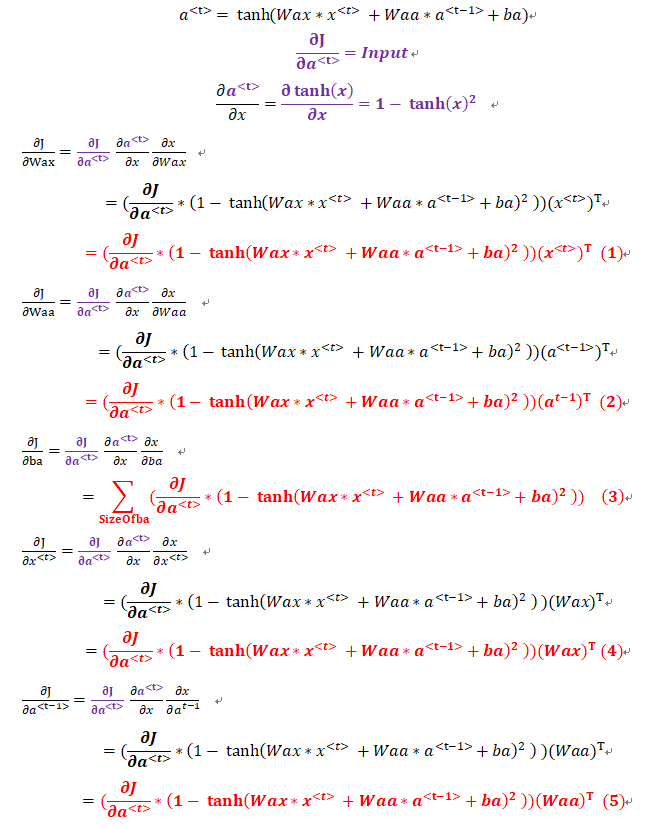 a<t> = tanh(Wax∗x<t> + Waa∗a<t−1> + ba)↵
∂J/∂a<t> = Input↵
∂a<t>/∂x = ∂tanh(x)/∂x = 1 − tanh(x)^2 ↵
∂J/∂Wax = ∂J/∂a<t> ∂a<t>/∂x ∂x/∂Wax ↵
= (∂J/∂a<t> ∗ (1 − tanh(Wax∗x<t> + Waa∗a<t−1> + ba)^2 ))(x<t>)^T↵
= (∂J/∂a<t> ∗ (1 − tanh(Wax∗x<t> + Waa∗a<t−1> + ba)^2 ))(x<t>)^T (1)↵
∂J/∂Waa = ∂J/∂a<t> ∂a<t>/∂x ∂x/∂Waa ↵
= (∂J/∂a<t> ∗ (1 − tanh(Wax∗x<t> + Waa∗a<t−1> + ba)^2 ))(a<t−1>)^T↵
= (∂J/∂a<t> ∗ (1 − tanh(Wax∗x<t> + Waa∗a<t−1> + ba)^2 ))(a^t−1)^T (2)↵
∂J/∂ba = ∂J/∂a<t> ∂a<t>/∂x ∂x/∂ba ↵
= ∑SizeOfba (∂J/∂a<t> ∗ (1 − tanh(Wax∗x<t> + Waa∗a<t−1> + ba)^2 )) (3)↵
∂J/∂x<t> = ∂J/∂a<t> ∂a<t>/∂x ∂x/∂x<t> ↵
= (∂J/∂a<t> ∗ (1 − tanh(Wax∗x<t> + Waa∗a<t−1> + ba)^2 ) )(Wax)^T↵
= (∂J/∂a<t> ∗ (1 − tanh(Wax∗x<t> + Waa∗a<t−1> + ba)^2 ))(Wax)^T (4)↵
∂J/∂a<t−1> = ∂J/∂a<t> ∂a<t>/∂x ∂x/∂a^t−1 ↵
= (∂J/∂a<t> ∗ (1 − tanh(Wax∗x<t> + Waa∗a<t−1> + ba)^2 ) )(Waa)^T↵
= (∂J/∂a<t> ∗ (1 − tanh(Wax∗x<t> + Waa∗a<t−1> + ba)^2 ))(Waa)^T (5)↵